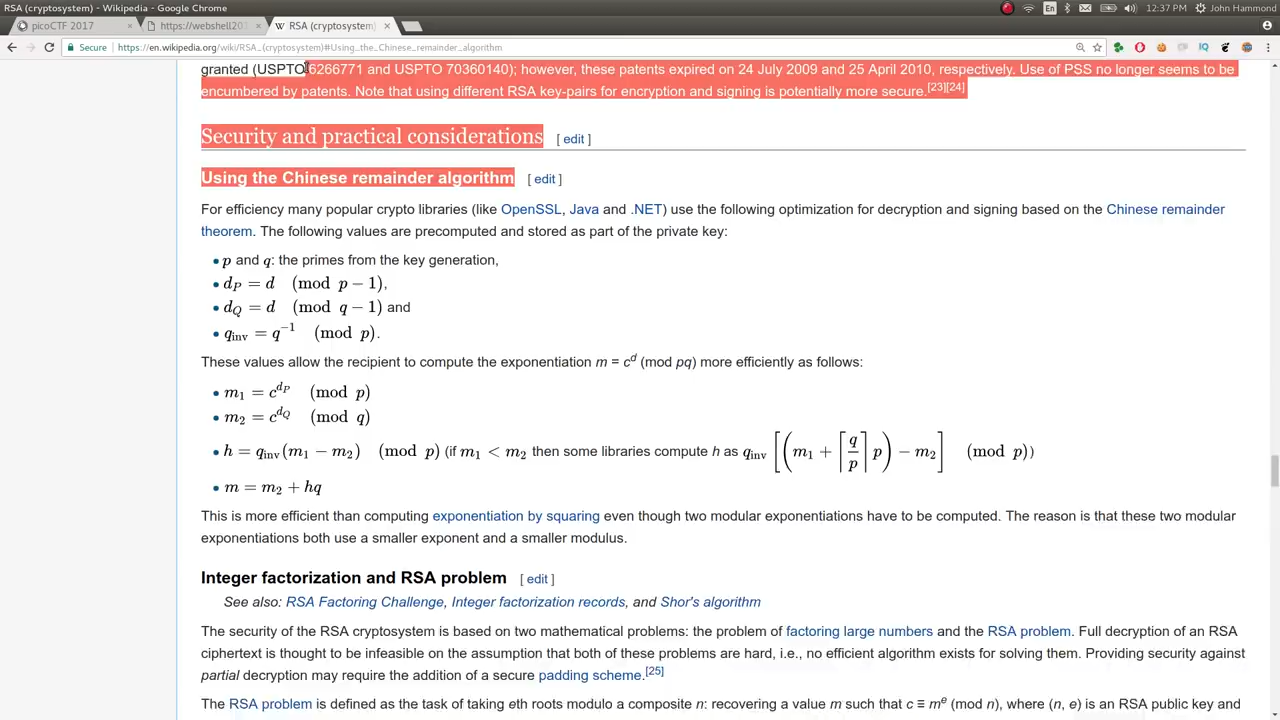 RSA (cryptosystem) - Wikipedia - Google Chrome
En
12:37 PM
John Hammond
picoCTF 2017
https://webshell20
RSA (cryptosystem) - Wikipedia
Secure
https://en.wikipedia.org/wiki/RSA_(cryptosystem)#Using_the_Chinese_remainder_algorithm
granted (USPTO 6266771 and USPTO 70360140); however, these patents expired on 24 July 2009 and 25 April 2010, respectively. Use of PSS no longer seems to be
encumbered by patents. Note that using different RSA key-pairs for encryption and signing is potentially more secure.[23][24]
Security and practical considerations [ edit ]
Using the Chinese remainder algorithm [ edit ]
For efficiency many popular crypto libraries (like OpenSSL, Java and .NET) use the following optimization for decryption and signing based on the Chinese remainder
theorem. The following values are precomputed and stored as part of the private key:
• p and q: the primes from the key generation,
• d_P = d (mod p − 1),
• d_Q = d (mod q − 1) and
• q_inv = q^−1 (mod p).
These values allow the recipient to compute the exponentiation m = c^d (mod pq) more efficiently as follows:
• m_1 = c^d_P (mod p)
• m_2 = c^d_Q (mod q)
• h = q_inv(m_1 − m_2) (mod p) (if m_1 < m_2 then some libraries compute h as q_inv [(m_1 + ⌈q/p⌉ p) − m_2] (mod p))
• m = m_2 + hq
This is more efficient than computing exponentiation by squaring even though two modular exponentiations have to be computed. The reason is that these two modular
exponentiations both use a smaller exponent and a smaller modulus.
Integer factorization and RSA problem [ edit ]
See also: RSA Factoring Challenge, Integer factorization records, and Shor's algorithm
The security of the RSA cryptosystem is based on two mathematical problems: the problem of factoring large numbers and the RSA problem. Full decryption of an RSA
ciphertext is thought to be infeasible on the assumption that both of these problems are hard, i.e., no efficient algorithm exists for solving them. Providing security against
partial decryption may require the addition of a secure padding scheme.[25]
The RSA problem is defined as the task of taking eth roots modulo a composite n: recovering a value m such that c ≡ m^e (mod n), where (n, e) is an RSA public key and